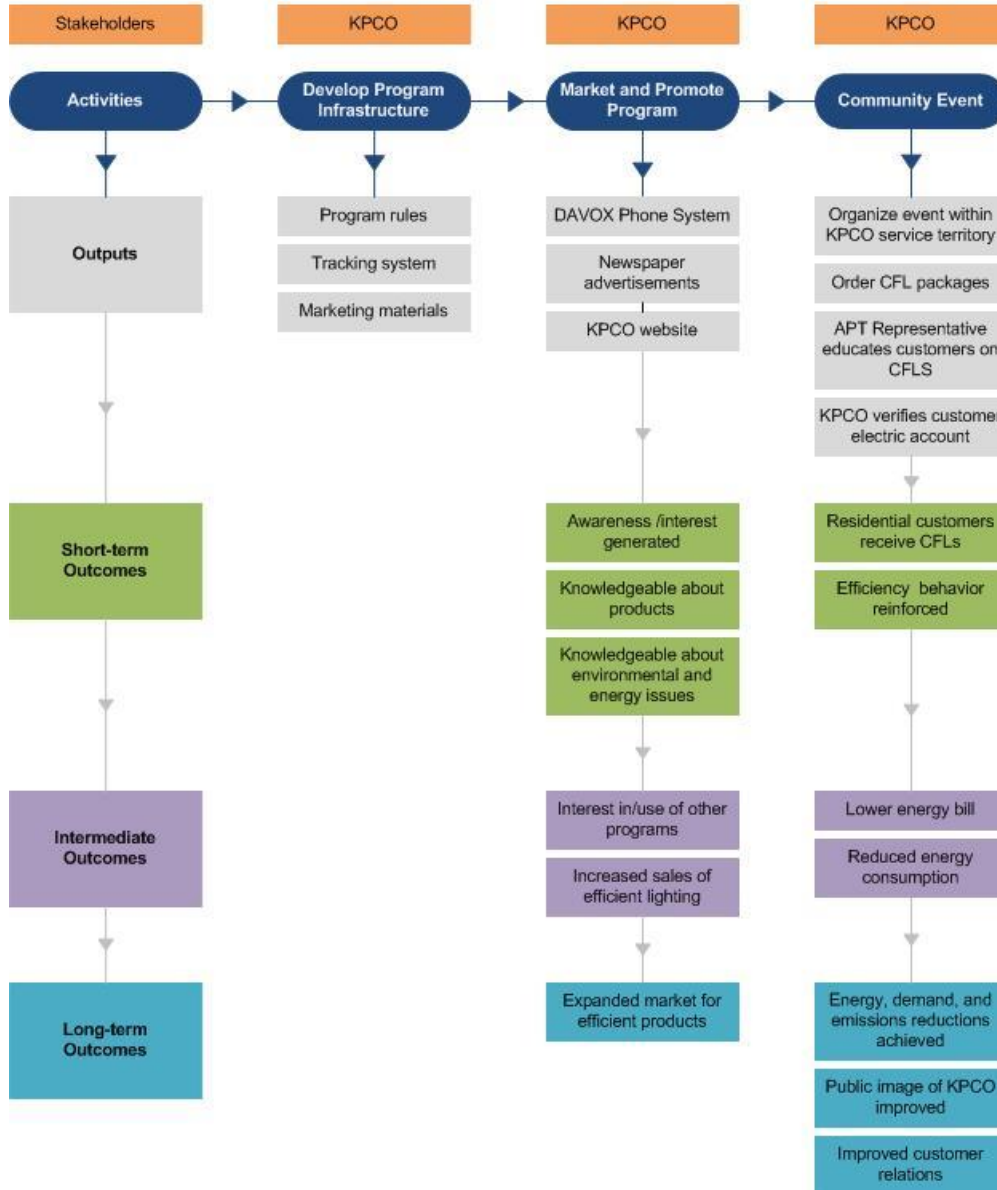 Stakeholders
KPCO
KPCO
KPCO
Activities
Develop Program
Infrastructure
Market and Promote
Program
Community Event
Outputs
Program rules
Tracking system
Marketing materials
DAVOX Phone System
Newspaper
advertisements
KPCO website
Organize event within
KPCO service territory
Order CFL packages
APT Representative
educates customers on
CFLS
KPCO verifies customer
electric account
Short-term
Outcomes
Awareness /interest
generated
Knowledgeable about
products
Knowledgeable about
environmental and
energy issues
Residential customers
receive CFLs
Efficiency behavior
reinforced
Intermediate
Outcomes
Interest in/use of other
programs
Increased sales of
efficient lighting
Lower energy bill
Reduced energy
consumption
Long-term
Outcomes
Expanded market for
efficient products
Energy, demand, and
emissions reductions
achieved
Public image of KPCO
improved
Improved customer
relations